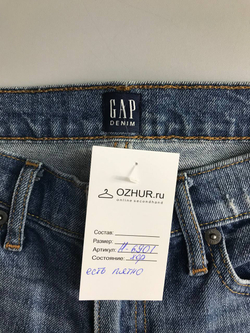 GAP
DENIM
OZHUR.ru
online secondhand
Состав:
Размер:
Артикул:
Состояние:
есть пятно